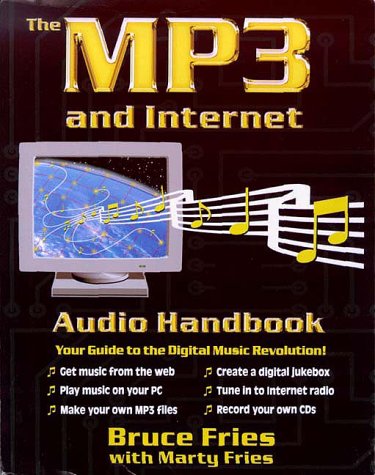 The
MP3
and Internet
Audio Handbook
Your Guide to the Digital Music Revolution!
Get music from the web
Play music on your PC
Make your own MP3 files
Create a digital jukebox
Tune in to Internet radio
Record your own CDs
Bruce Fries
with Marty Fries